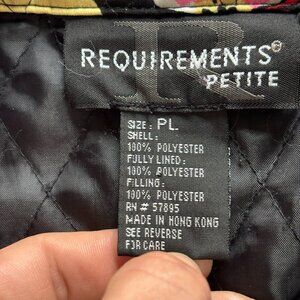 REQUIREMENTS®
PETITE
SIZE: PL
SHELL:
100% POLYESTER
FULLY LINED:
100% POLYESTER
FILLING:
100% POLYESTER
RN # 57895
MADE IN HONG KONG
SEE REVERSE
FOR CARE